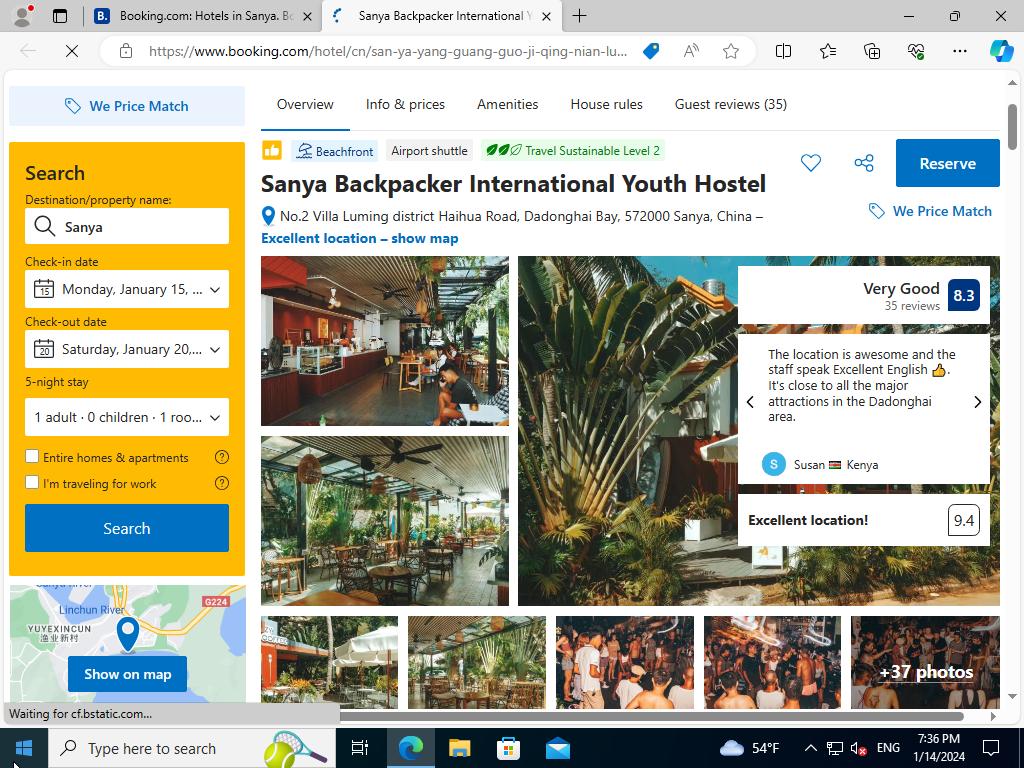 Booking.com: Hotels in Sanya. Bo
Sanya Backpacker International Y
https://www.booking.com/hotel/cn/san-ya-yang-guang-guo-ji-qing-nian-lu...
We Price Match
Overview
Info & prices
Amenities
House rules
Guest reviews (35)
Beachfront
Airport shuttle
Travel Sustainable Level 2
Reserve
Sanya Backpacker International Youth Hostel
We Price Match
No.2 Villa Luming district Haihua Road, Dadonghai Bay, 572000 Sanya, China –
Excellent location – show map
Search
Destination/property name:
Sanya
Check-in date
15
Monday, January 15, ...
Check-out date
20
Saturday, January 20,...
5-night stay
1 adult · 0 children · 1 roo...
Entire homes & apartments
I'm traveling for work
Search
Very Good
35 reviews
8.3
The location is awesome and the
staff speak Excellent English 👍.
It's close to all the major
attractions in the Dadonghai
area.
S
Susan
Kenya
Excellent location!
9.4
Linchun River
G224
YUYEXINCUN
渔业新村
Show on map
+37 photos
Waiting for cf.bstatic.com...
Type here to search
54°F
ENG
7:36 PM
1/14/2024